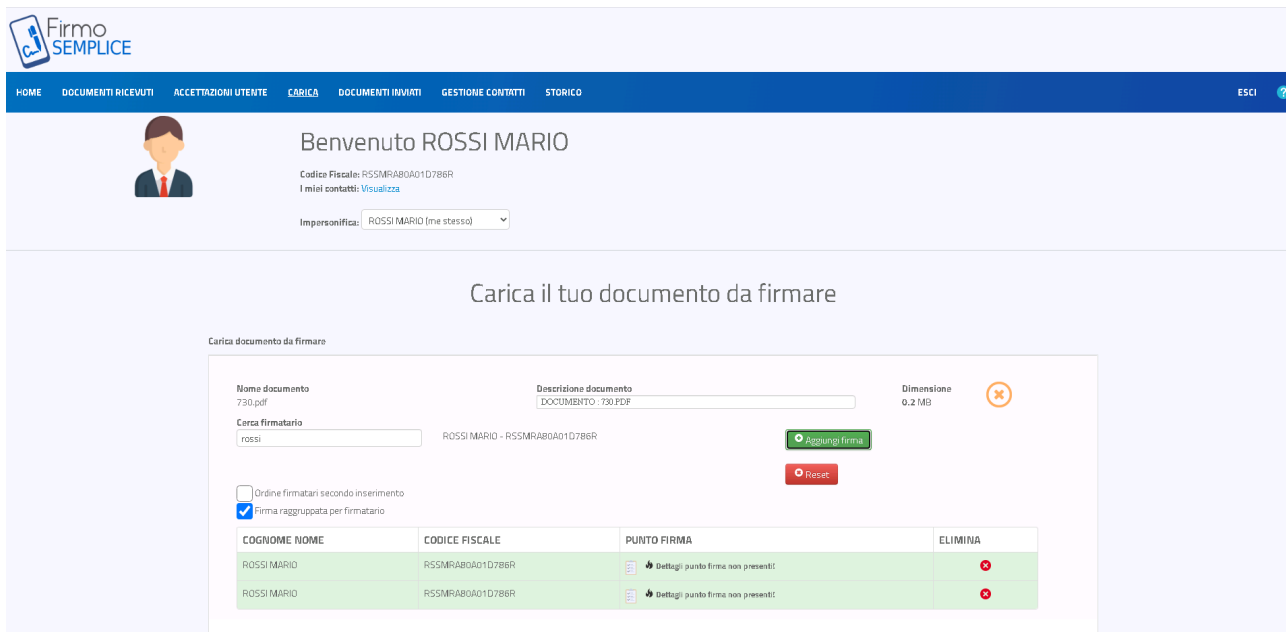 Firmo
SEMPLICE
HOME DOCUMENTI RICEVUTI ACCETTAZIONI UTENTE CARICA DOCUMENTI INVIATI GESTIONE CONTATTI STORICO ESCI ?
Benvenuto ROSSI MARIO
Codice Fiscale: RSSMRA80A01D786R
I miei contatti: Visualizza
Impersonifica: ROSSI MARIO (me stesso)
Carica il tuo documento da firmare
Carica documento da firmare
Nome documento Descrizione documento Dimensione
730.pdf DOCUMENTO : 730.PDF 0.2 MB
Cerca firmatario
rossi ROSSI MARIO - RSSMRA80A01D786R Aggiungi firma
Reset
Ordine firmatari secondo inserimento
Firma raggruppata per firmatario
COGNOME NOME CODICE FISCALE PUNTO FIRMA ELIMINA
ROSSI MARIO RSSMRA80A01D786R Dettagli punto firma non presenti!
ROSSI MARIO RSSMRA80A01D786R Dettagli punto firma non presenti!